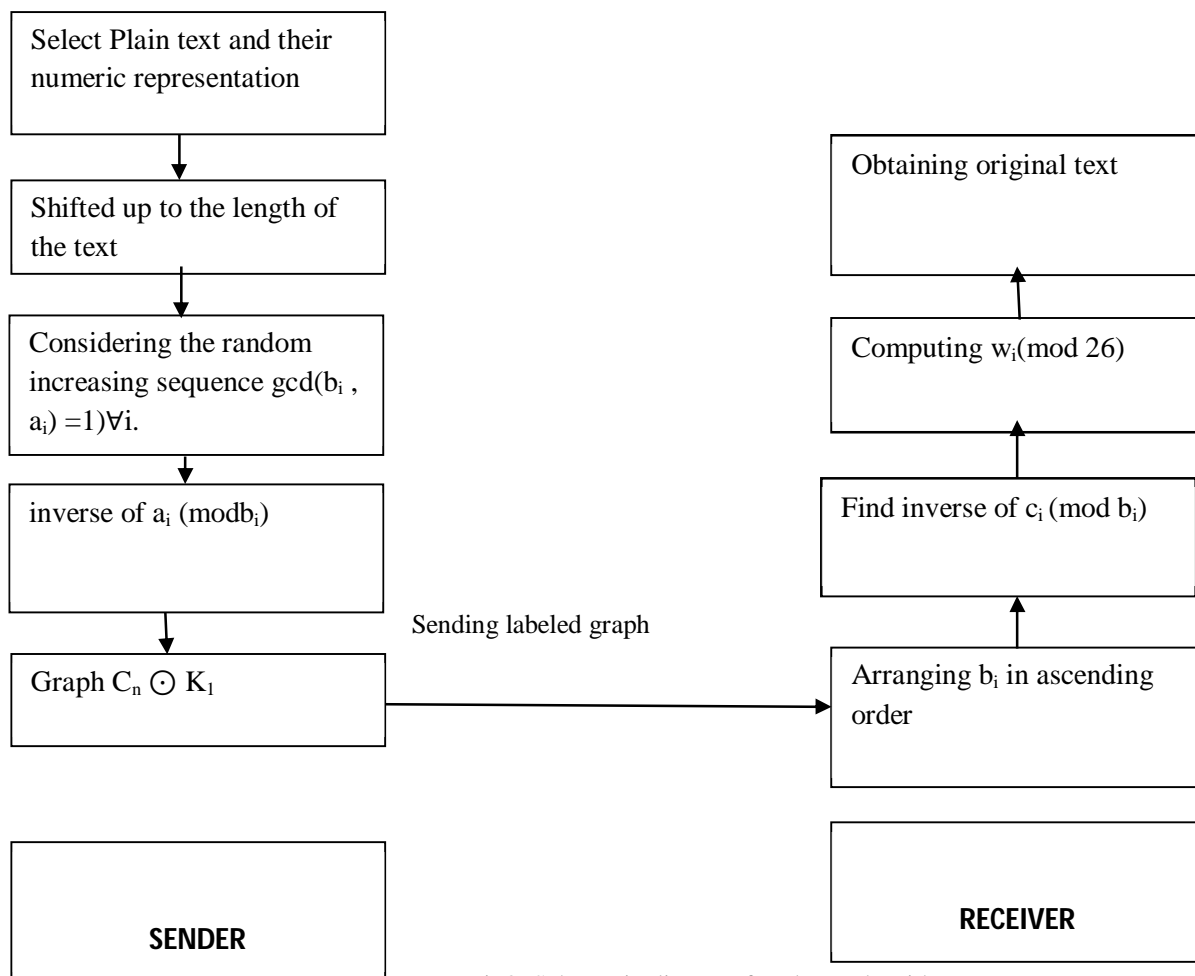 Select Plain text and their
numeric representation
Shifted up to the length of
the text
Considering the random
increasing sequence gcd(bᵢ ,
aᵢ) =1)∀i.
inverse of aᵢ (modbᵢ)
Graph Cₙ ⊙ K₁
SENDER
Sending labeled graph
Obtaining original text
Computing wᵢ(mod 26)
Find inverse of cᵢ (mod bᵢ)
Arranging bᵢ in ascending
order
RECEIVER